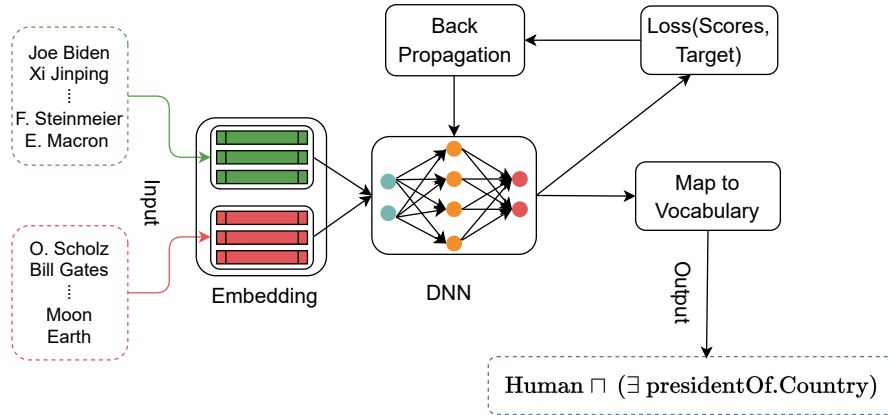 Joe Biden
Xi Jinping
⋮
F. Steinmeier
E. Macron
Input
O. Scholz
Bill Gates
⋮
Moon
Earth
Embedding
Back
Propagation
Loss(Scores,
Target)
DNN
Map to
Vocabulary
Output
Human ⊓ (∃ presidentOf.Country)